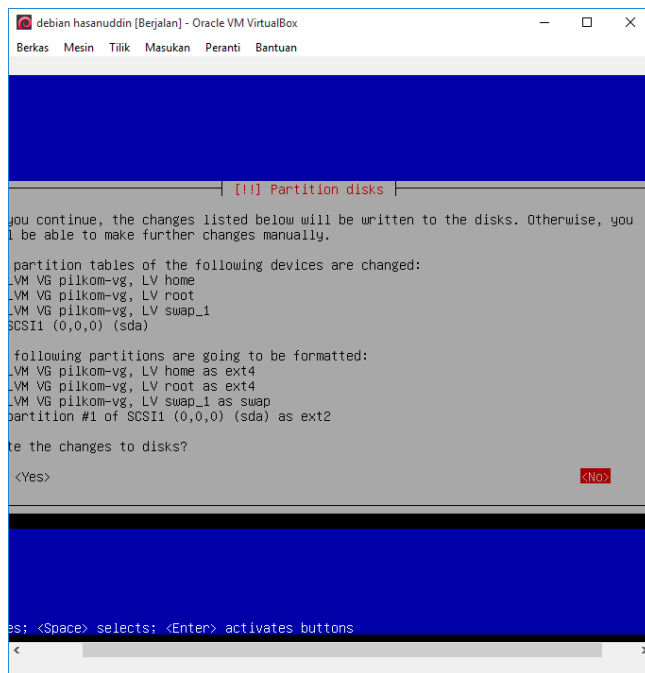 debian hasanuddin [Berjalan] - Oracle VM VirtualBox
Berkas Mesin Tilik Masukan Peranti Bantuan
[!!] Partition disks
you continue, the changes listed below will be written to the disks. Otherwise, you
l be able to make further changes manually.
partition tables of the following devices are changed:
LVM VG pilkom-vg, LV home
LVM VG pilkom-vg, LV root
LVM VG pilkom-vg, LV swap_1
SCSI1 (0,0,0) (sda)
following partitions are going to be formatted:
LVM VG pilkom-vg, LV home as ext4
LVM VG pilkom-vg, LV root as ext4
LVM VG pilkom-vg, LV swap_1 as swap
partition #1 of SCSI1 (0,0,0) (sda) as ext2
te the changes to disks?
<Yes> <No>
es; <Space> selects; <Enter> activates buttons